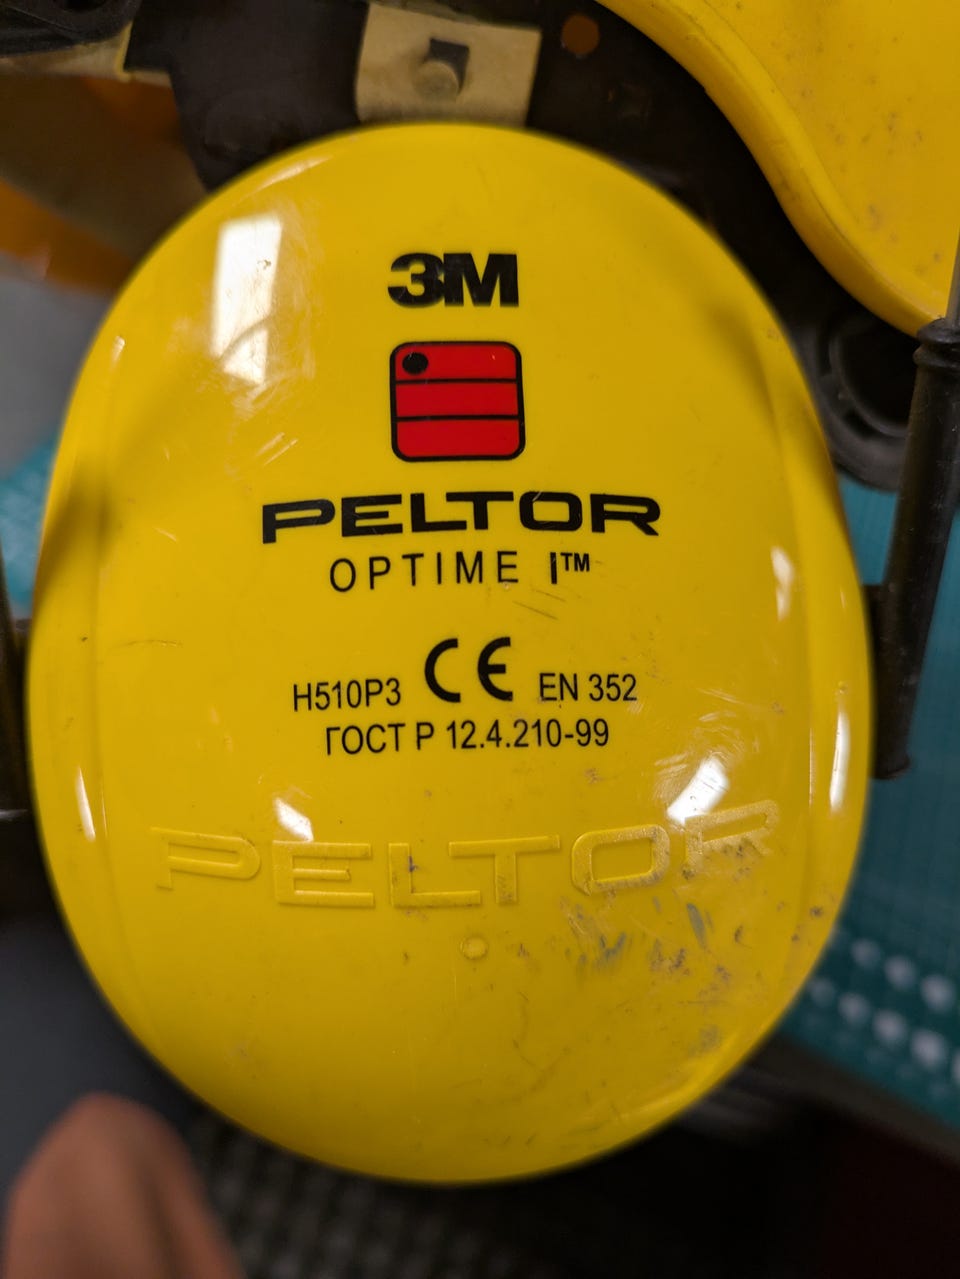 3M
PELTOR
OPTIME I™
H510P3 CE EN 352
ГОСТ Р 12.4.210-99
PELTOR